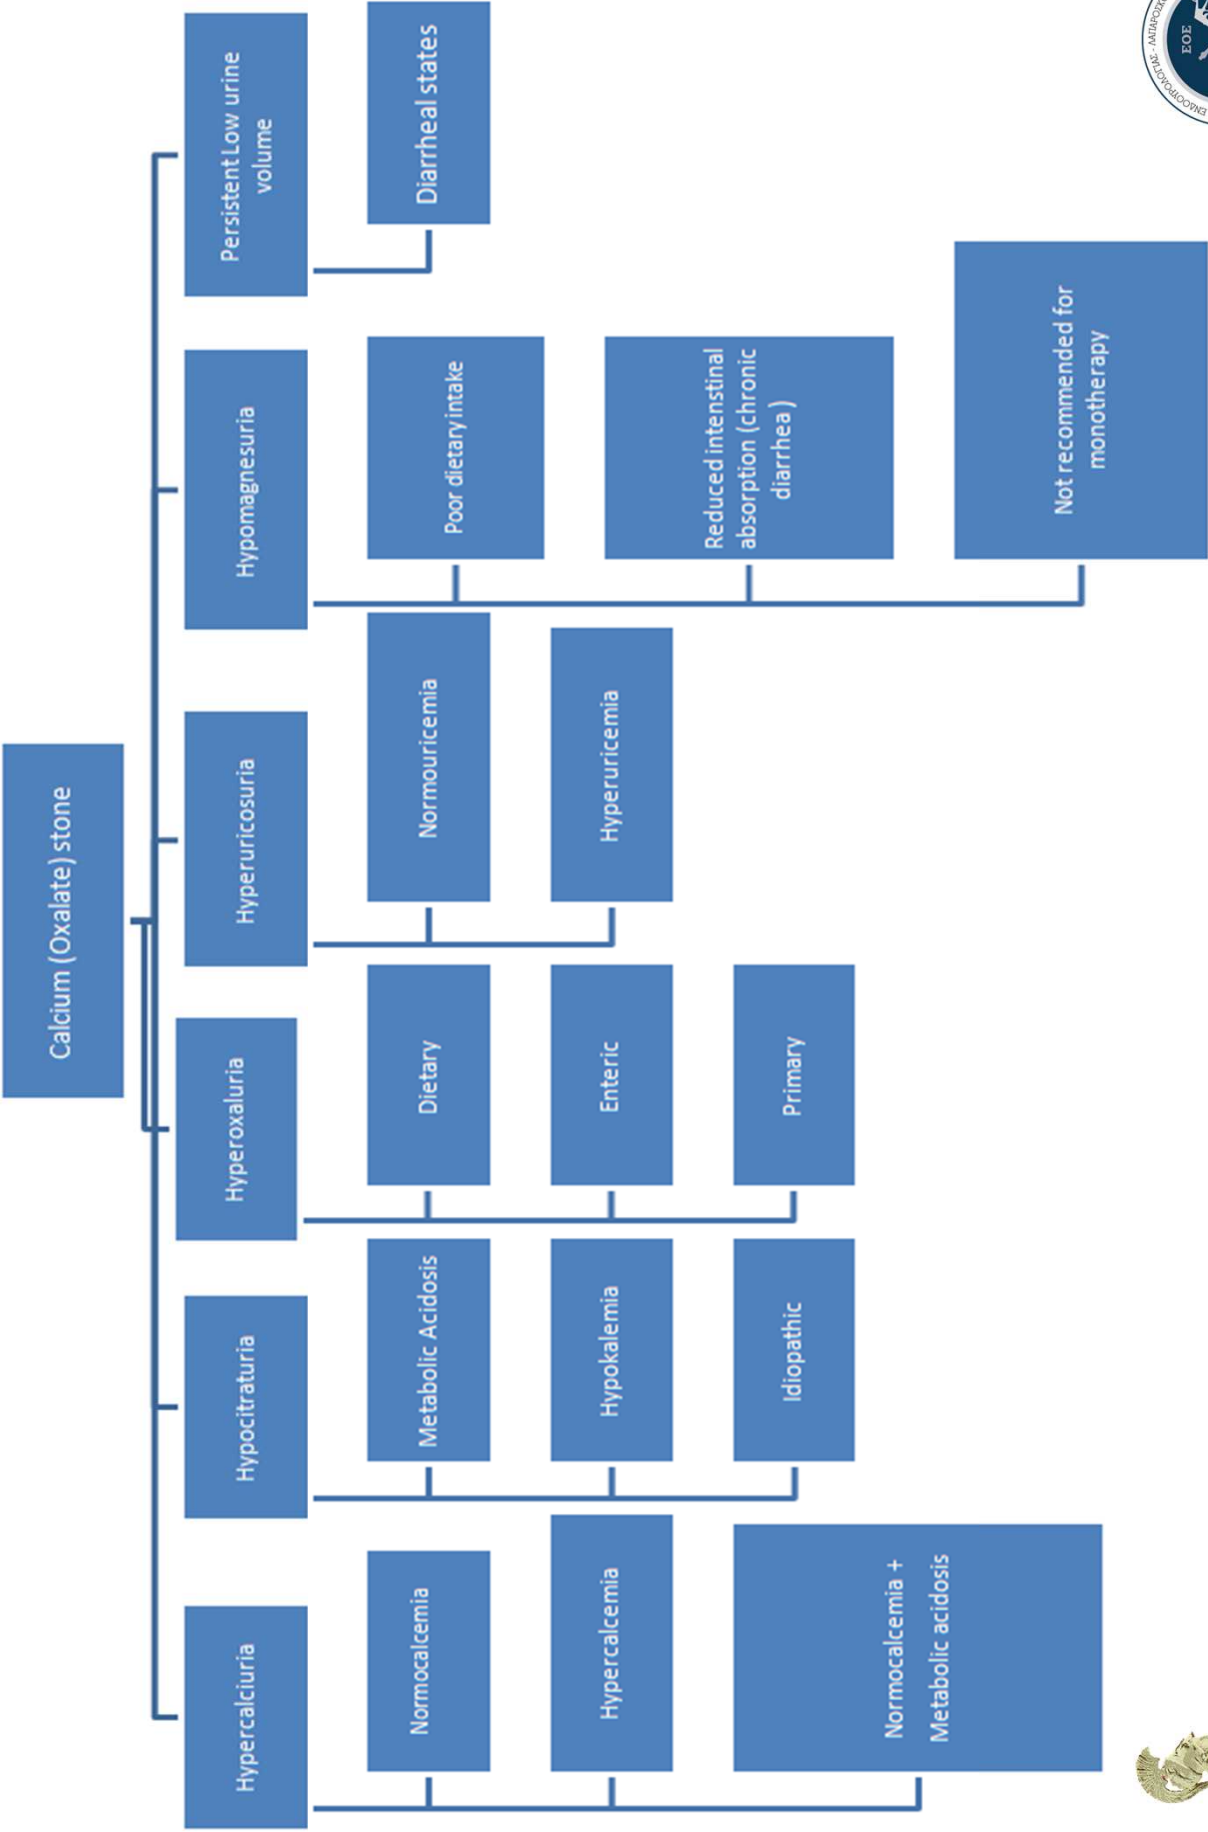 Calcium (Oxalate) stone
Hypercalciuria
Normocalcemia
Hypercalcemia
Normocalcemia +
Metabolic acidosis
Hypocitraturia
Metabolic Acidosis
Hypokalemia
Idiopathic
Hyperoxaluria
Dietary
Enteric
Primary
Hyperuricosuria
Normouricemia
Hyperuricemia
Hypomagnesuria
Poor dietary intake
Reduced intenstinal
absorption (chronic
diarrhea )
Not recommended for
monotherapy
Persistent Low urine
volume
Diarrheal states
ΕΟΕ